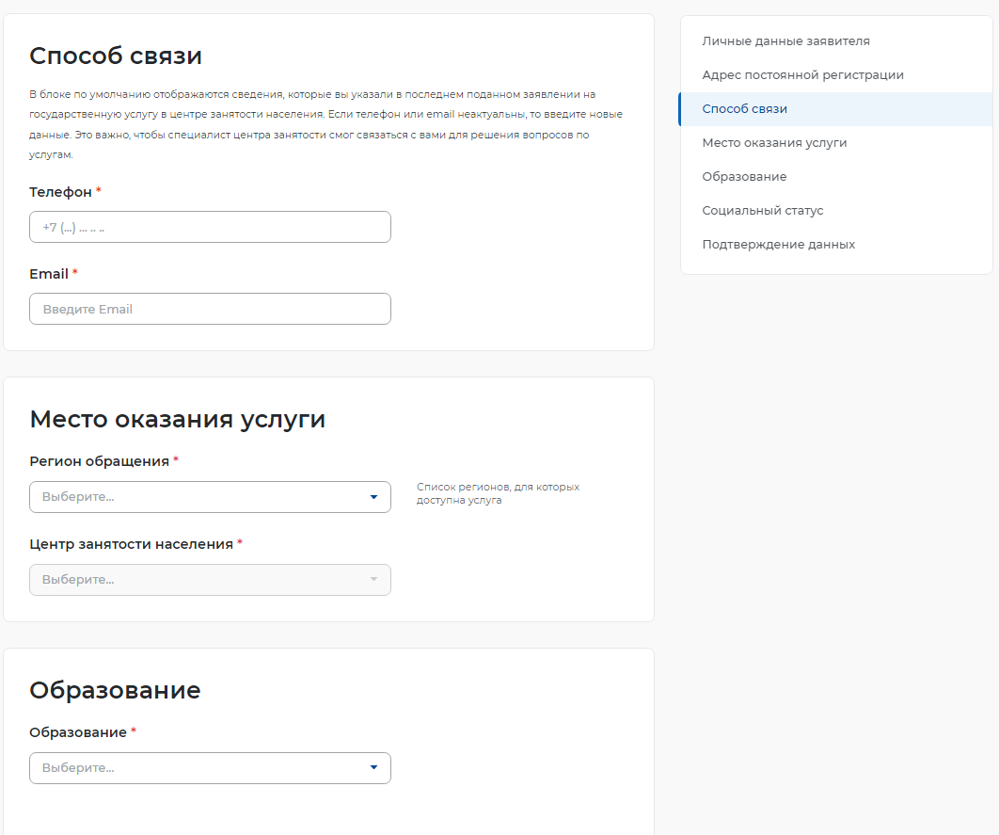 Способ связи
В блоке по умолчанию отображаются сведения, которые вы указали в последнем поданном заявлении на
государственную услугу в центре занятости населения. Если телефон или email неактуальны, то введите новые
данные. Это важно, чтобы специалист центра занятости смог связаться с вами для решения вопросов по
услугам.
Телефон *
+7 (...) ... .. ..
Email *
Введите Email
Место оказания услуги
Регион обращения *
Выберите...
Список регионов, для которых
доступна услуга
Центр занятости населения *
Выберите...
Образование
Образование *
Выберите...
Личные данные заявителя
Адрес постоянной регистрации
Способ связи
Место оказания услуги
Образование
Социальный статус
Подтверждение данных